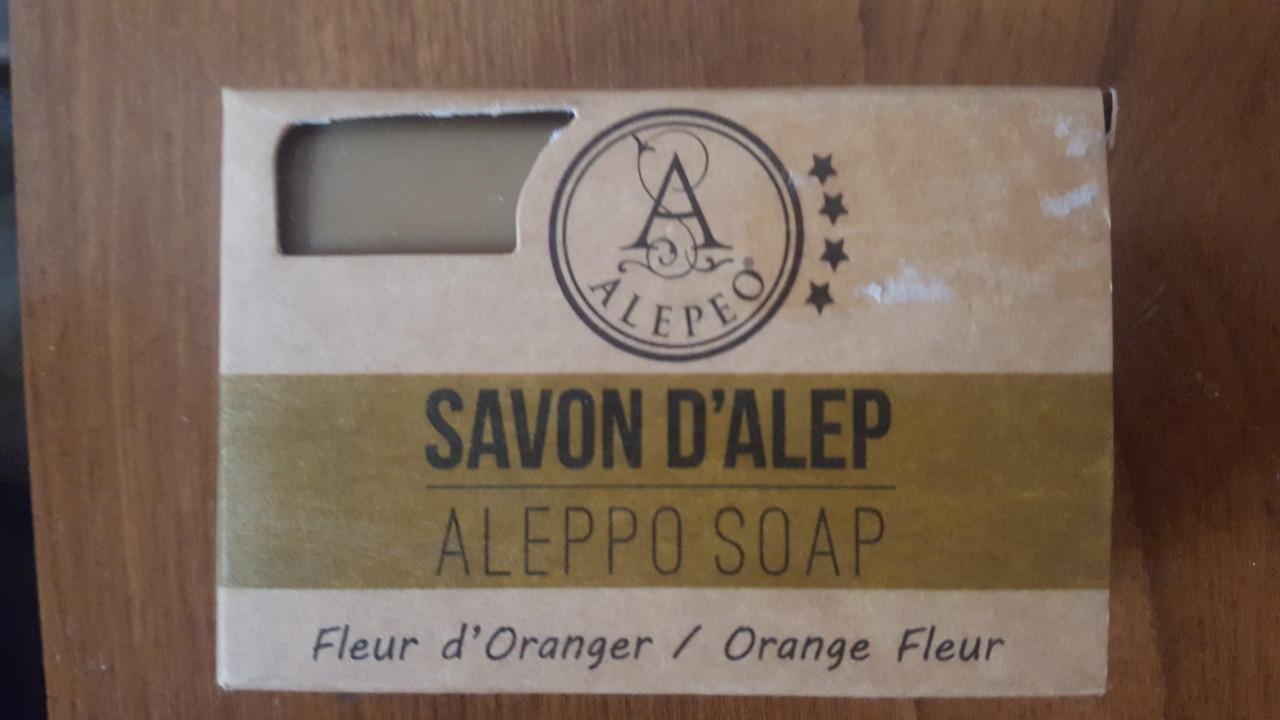 A
ALEPEO®
SAVON D'ALEP
ALEPPO SOAP
Fleur d'Oranger / Orange Fleur